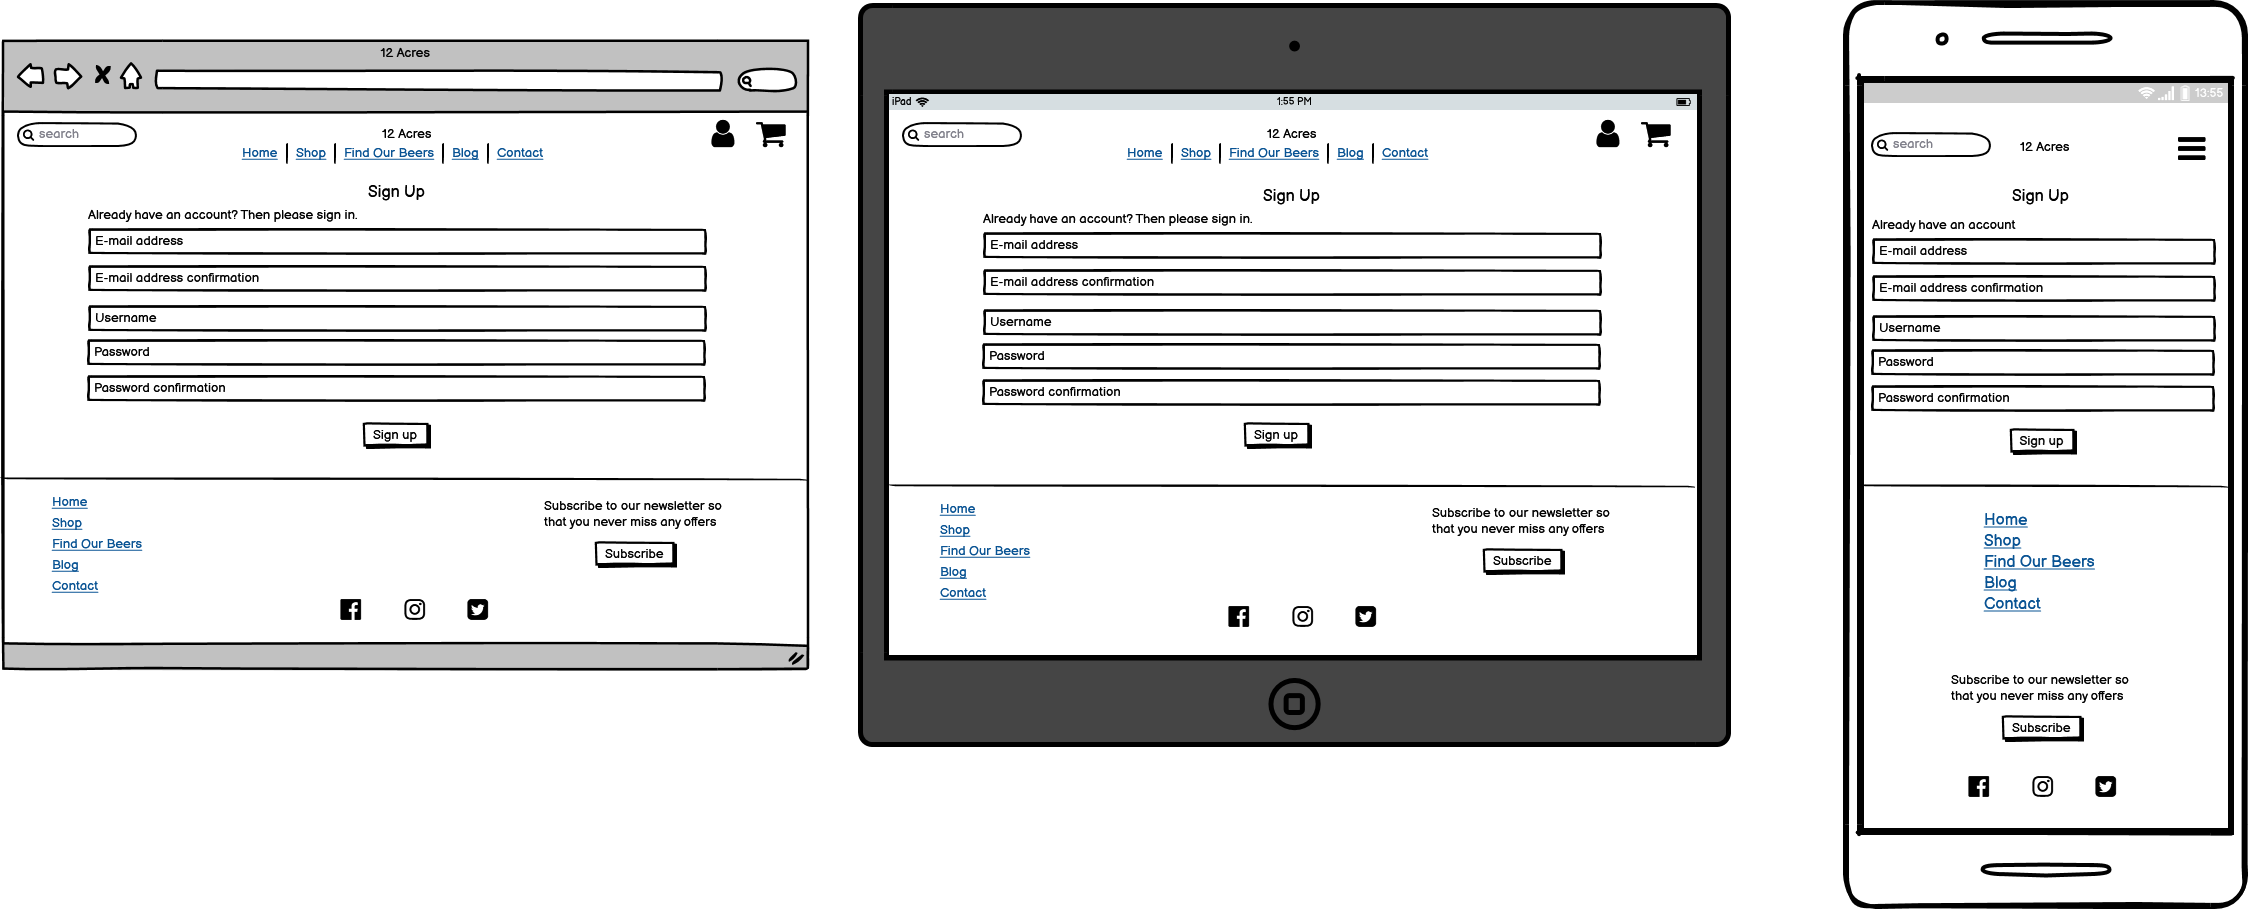 12 Acres
search
12 Acres
Home Shop Find Our Beers Blog Contact
Sign Up
Already have an account? Then please sign in.
E-mail address
E-mail address confirmation
Username
Password
Password confirmation
Sign up
Home
Shop
Find Our Beers
Blog
Contact
Subscribe to our newsletter so
that you never miss any offers
Subscribe
iPad 1:55 PM
search
12 Acres
Home Shop Find Our Beers Blog Contact
Sign Up
Already have an account? Then please sign in.
E-mail address
E-mail address confirmation
Username
Password
Password confirmation
Sign up
Home
Shop
Find Our Beers
Blog
Contact
Subscribe to our newsletter so
that you never miss any offers
Subscribe
13:55
search
12 Acres
Sign Up
Already have an account
E-mail address
E-mail address confirmation
Username
Password
Password confirmation
Sign up
Home
Shop
Find Our Beers
Blog
Contact
Subscribe to our newsletter so
that you never miss any offers
Subscribe